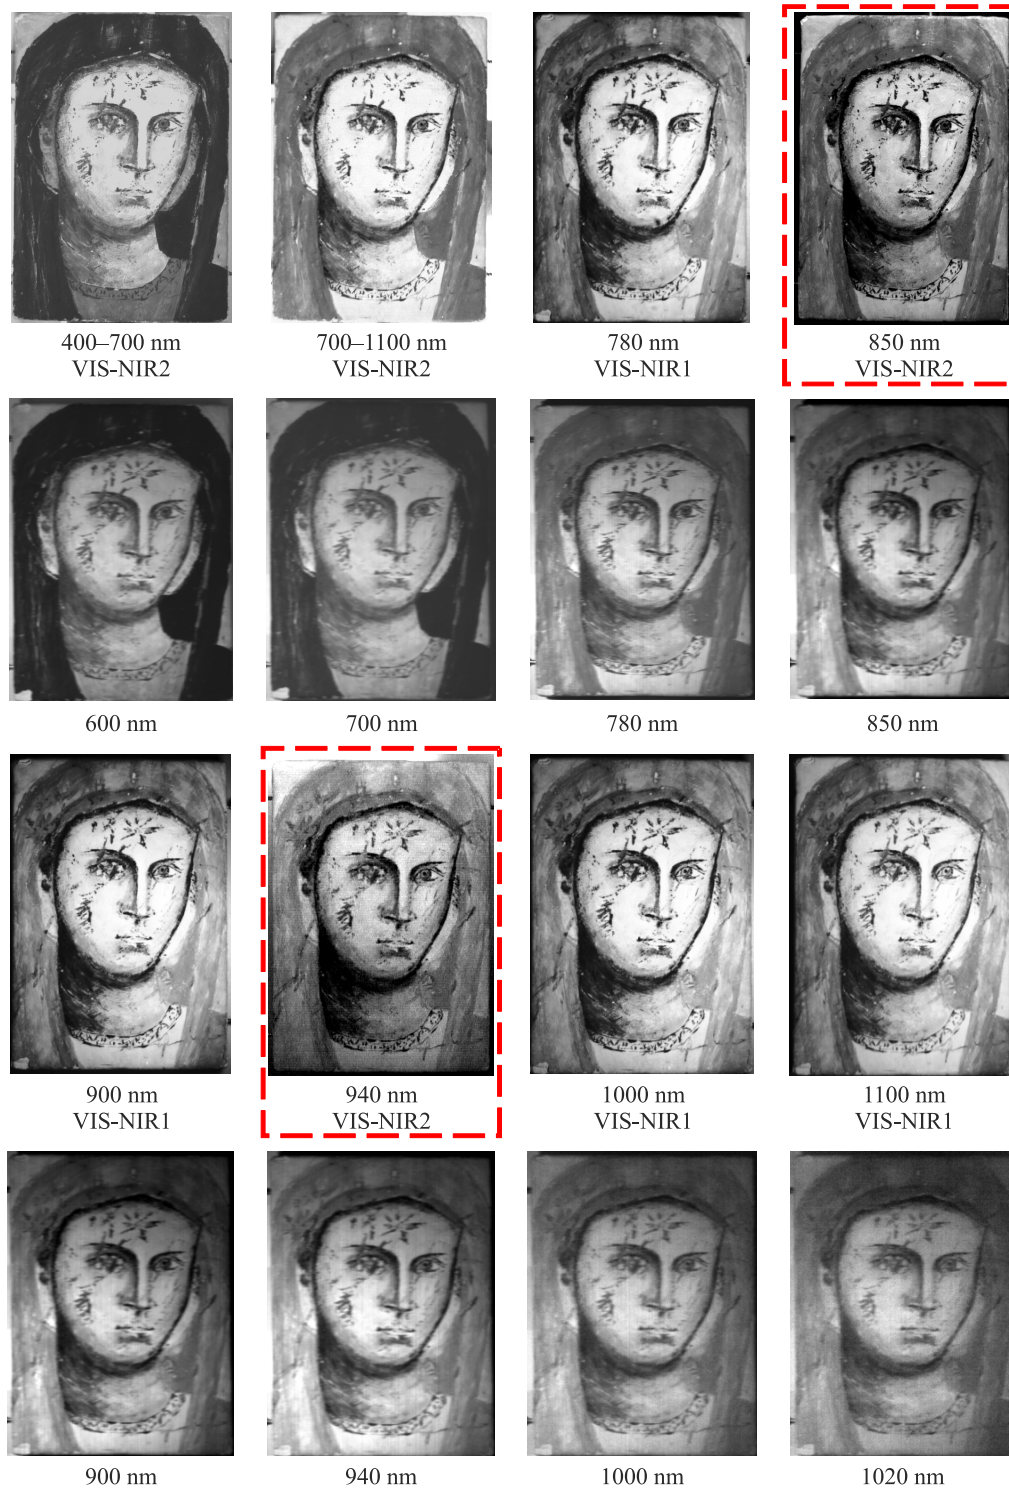 400–700 nm
VIS-NIR2
700–1100 nm
VIS-NIR2
780 nm
VIS-NIR1
850 nm
VIS-NIR2
600 nm
700 nm
780 nm
850 nm
900 nm
VIS-NIR1
940 nm
VIS-NIR2
1000 nm
VIS-NIR1
1100 nm
VIS-NIR1
900 nm
940 nm
1000 nm
1020 nm